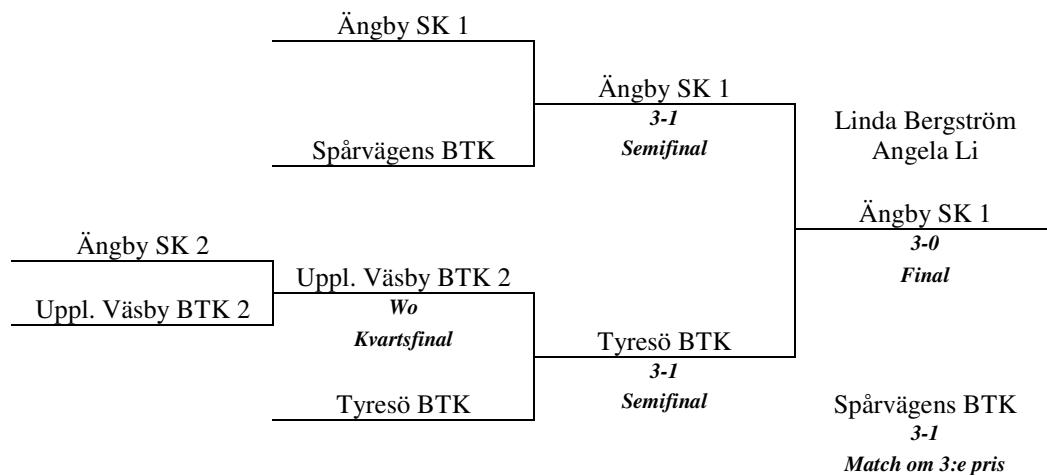 Ängby SK 1
Ängby SK 1
3-1
Semifinal
Linda Bergström
Angela Li
Spårvägens BTK
Ängby SK 1
3-0
Final
Ängby SK 2
Uppl. Väsby BTK 2
Wo
Kvartsfinal
Uppl. Väsby BTK 2
Tyresö BTK
3-1
Semifinal
Tyresö BTK
Spårvägens BTK
3-1
Match om 3:e pris